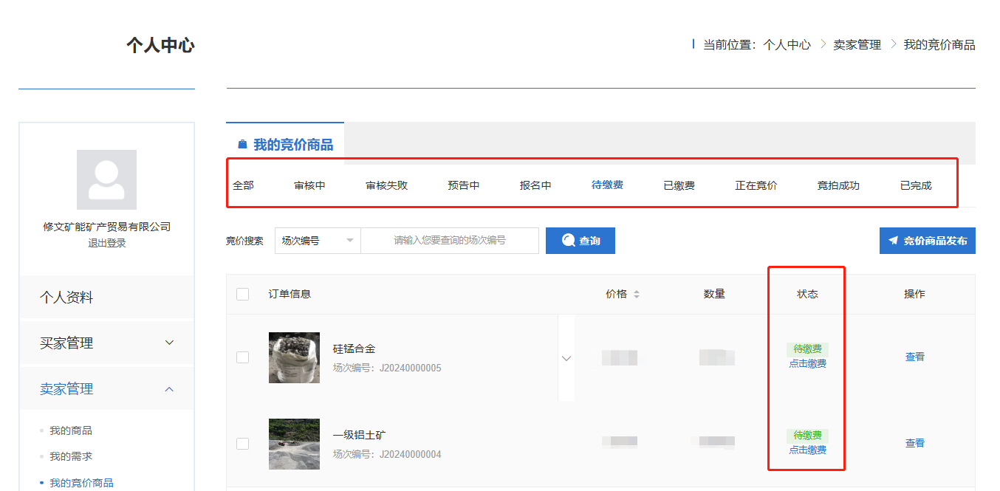 个人中心
当前位置：个人中心 > 卖家管理 > 我的竞价商品
修文矿能矿产贸易有限公司
退出登录
个人资料
买家管理
卖家管理
我的商品
我的需求
我的竞价商品
我的竞价商品
全部 审核中 审核失败 预告中 报名中 待缴费 已缴费 正在竞价 竞拍成功 已完成
竞价搜索 场次编号 请输入您要查询的场次编号 查询 竞价商品发布
订单信息 价格 数量 状态 操作
硅锰合金
场次编号：J20240000005
待缴费
点击缴费
查看
一级铝土矿
场次编号：J20240000004
待缴费
点击缴费
查看